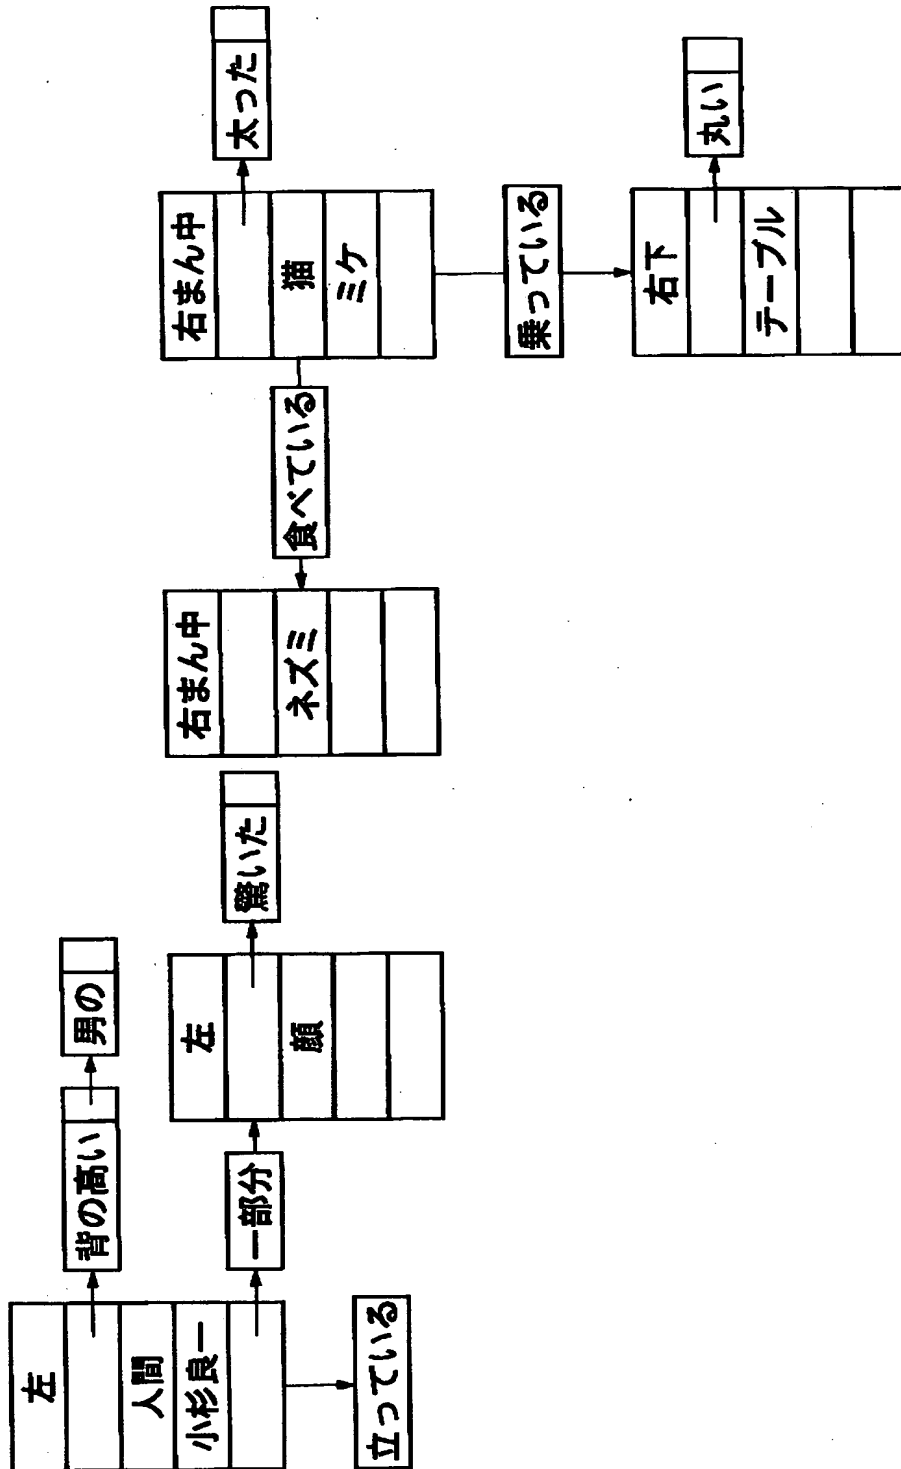 左
人間
小杉良一
背の高い
男の
一部分
立っている
左
顔
驚いた
右まん中
ネズミ
食べている
右まん中
猫
ミケ
太った
乗っている
右下
テーブル
丸い